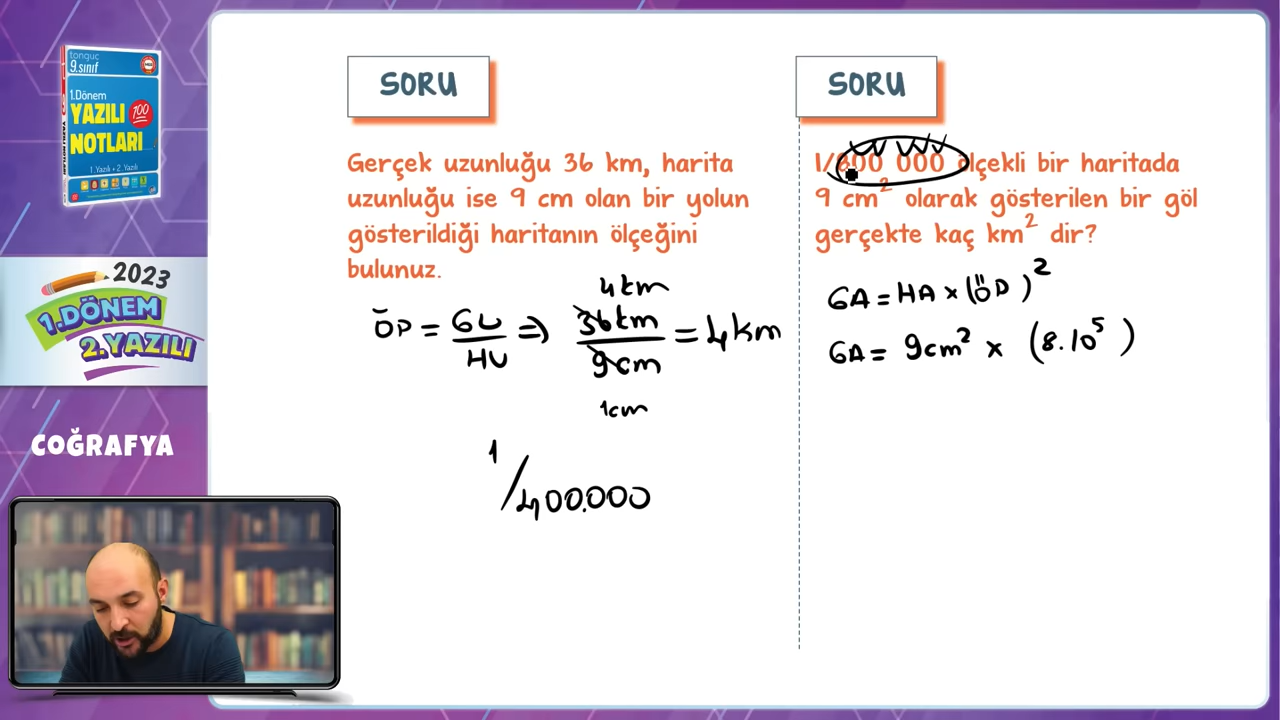 tonguç
9.sınıf
1.Dönem
YAZILI
100
NOTLARI
1.Yazılı • 2.Yazılı
2023
1.DÖNEM
2.YAZILI
COĞRAFYA
SORU
Gerçek uzunluğu 36 km, harita
uzunluğu ise 9 cm olan bir yolun
gösterildiği haritanın ölçeğini
bulunuz.
4km
ÖP = GU/HU ⇒ 36km/9cm = 4km
1cm
1/400.000
SORU
1/800 000 ölçekli bir haritada
9 cm² olarak gösterilen bir göl
gerçekte kaç km² dir?
GA = HA × (ÖD)²
GA = 9cm² × (8.10⁵ )